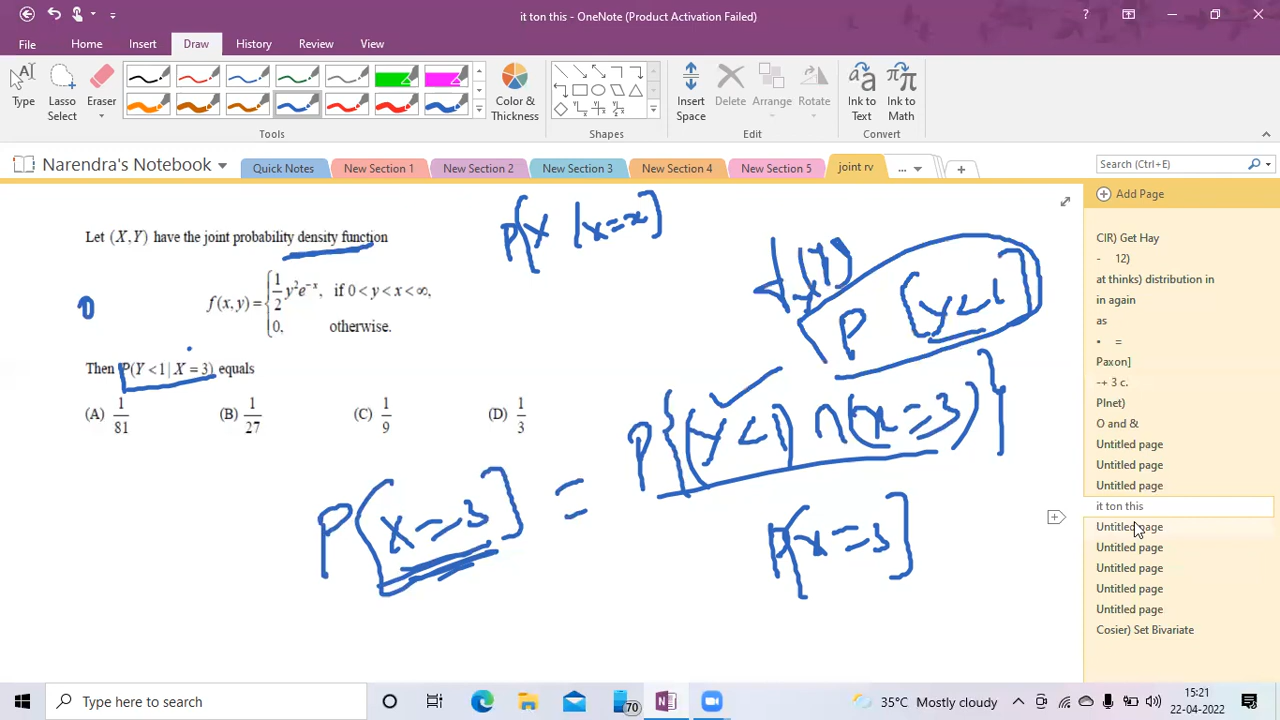 it ton this - OneNote (Product Activation Failed)
File Home Insert Draw History Review View
Type
Lasso Select
Eraser
Color & Thickness
Insert Space
Delete
Arrange
Rotate
Ink to Text
Ink to Math
Tools
Shapes
Edit
Convert
Narendra's Notebook
Quick Notes
New Section 1
New Section 2
New Section 3
New Section 4
New Section 5
joint rv
...
Search (Ctrl+E)
Add Page
Let (X,Y) have the joint probability density function
f(x,y) = { 1/2 y²e⁻ˣ, if 0 < y < x < ∞,
0, otherwise.
Then P(Y < 1 | X = 3) equals
(A) 1/81 (B) 1/27 (C) 1/9 (D) 1/3
P[Y<1]
P{(Y<1) ∩ (x=3)}
P(x=3] =
P(x=3]
CIR) Get Hay
- 12)
at thinks) distribution in
in again
as
• =
Paxon]
-+ 3 c.
PInet)
O and &
Untitled page
Untitled page
Untitled page
it ton this
Untitled page
Untitled page
Untitled page
Untitled page
Untitled page
Cosier) Set Bivariate
Type here to search
70
35°C Mostly cloudy
15:21
22-04-2022